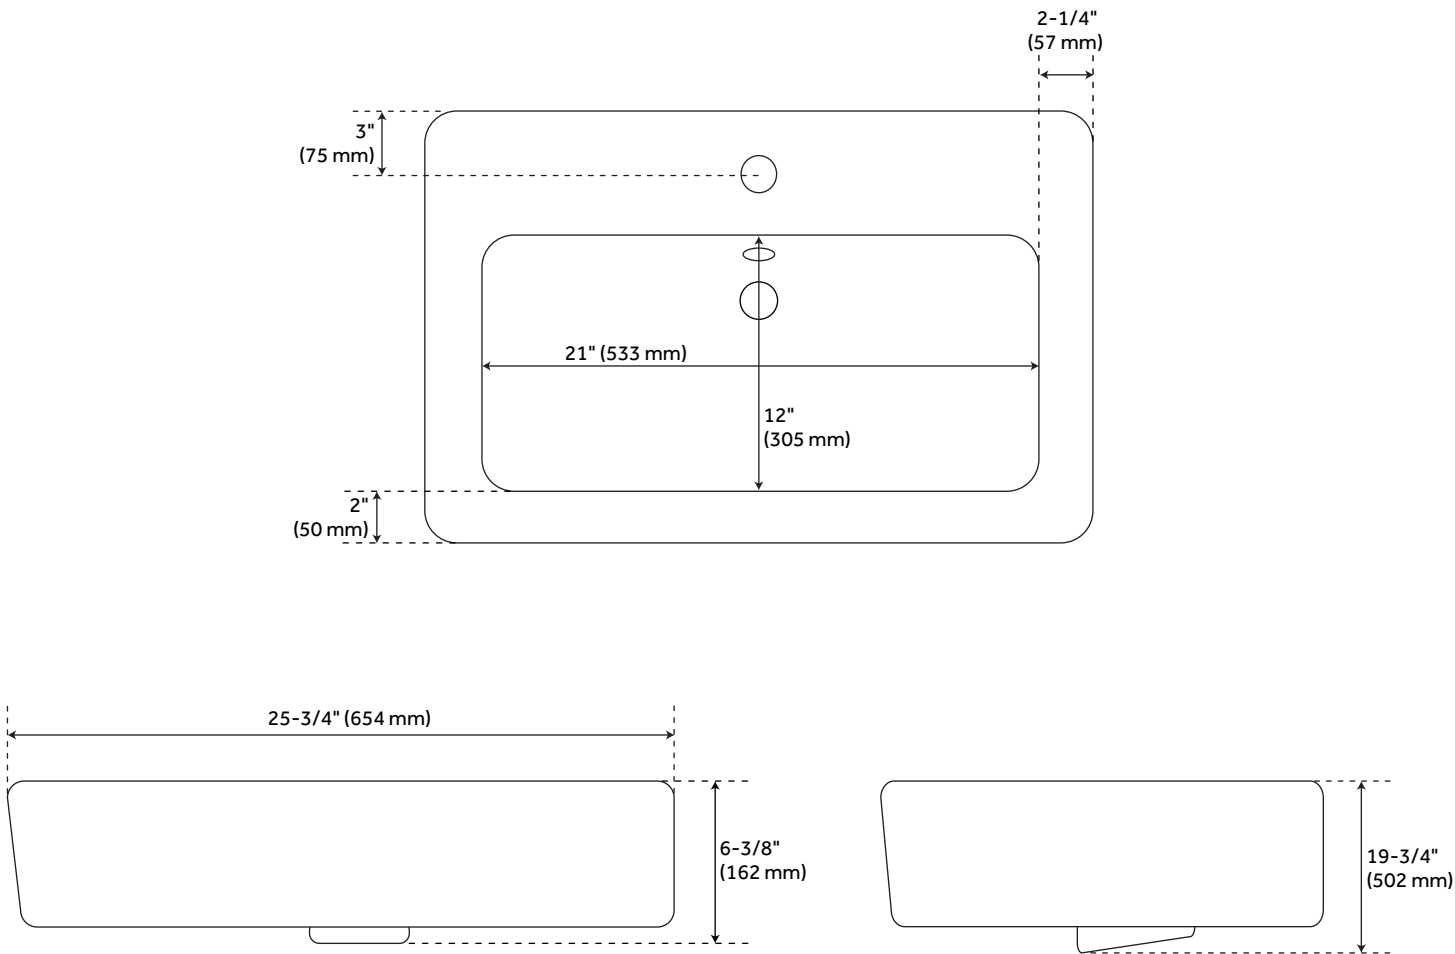 2-1/4"
(57 mm)
3"
(75 mm)
21" (533 mm)
12"
(305 mm)
2"
(50 mm)
25-3/4" (654 mm)
6-3/8"
(162 mm)
19-3/4"
(502 mm)